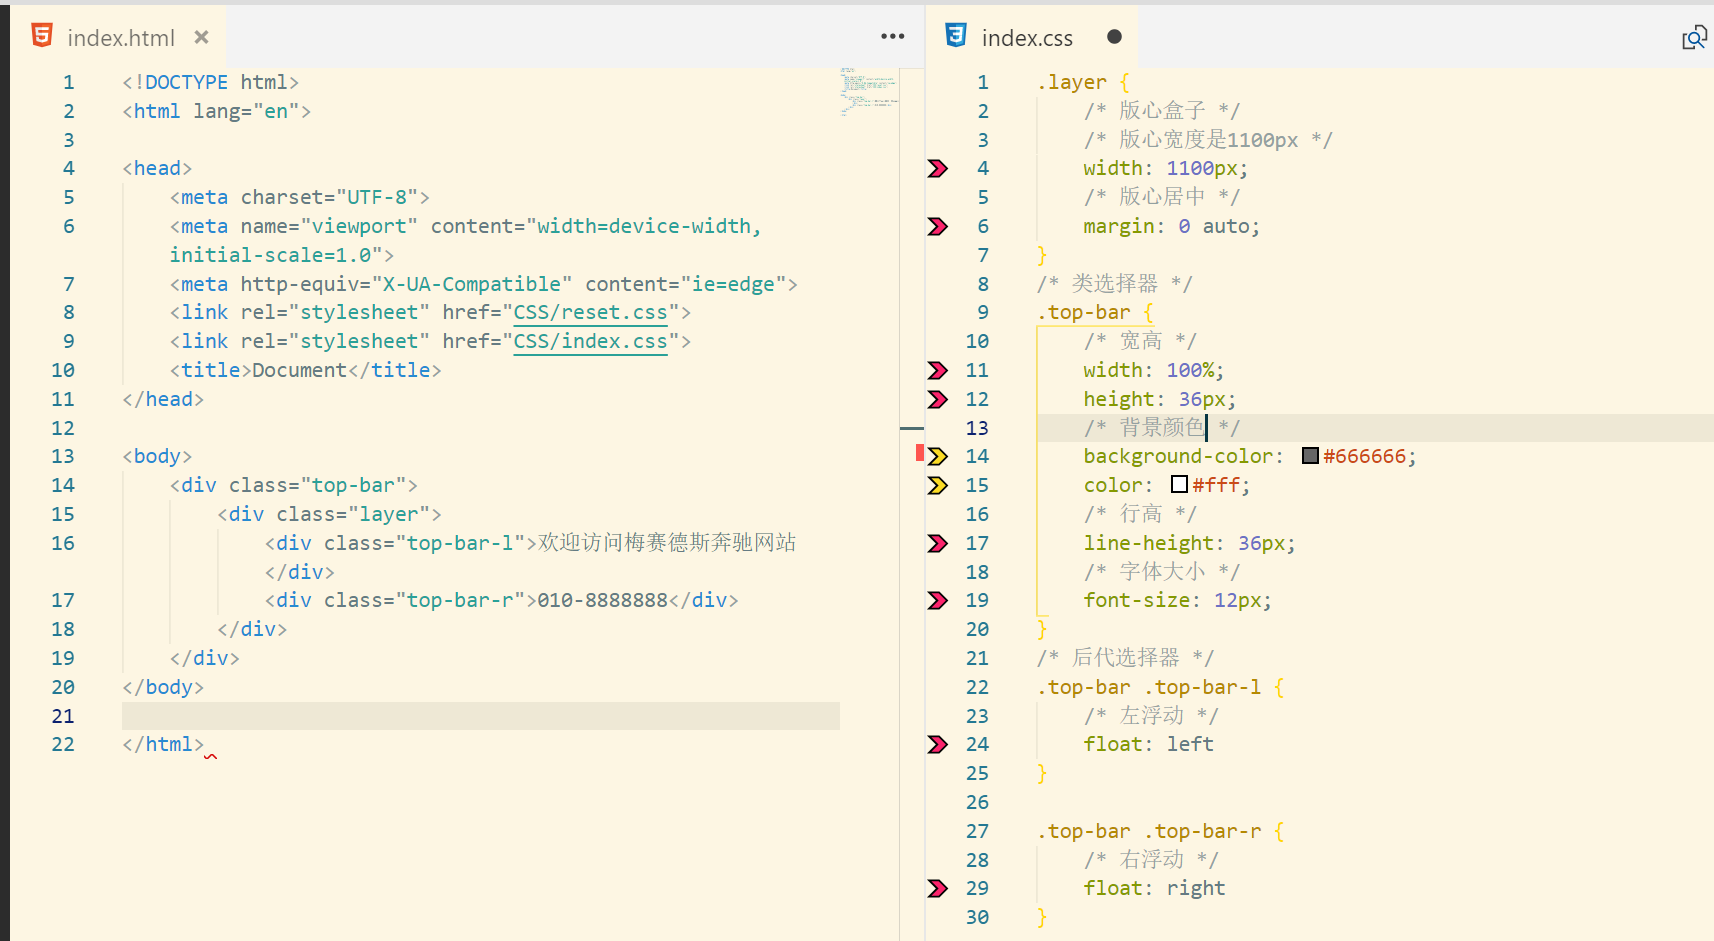 index.html
1 <!DOCTYPE html>
2 <html lang="en">
3
4 <head>
5 <meta charset="UTF-8">
6 <meta name="viewport" content="width=device-width,
initial-scale=1.0">
7 <meta http-equiv="X-UA-Compatible" content="ie=edge">
8 <link rel="stylesheet" href="CSS/reset.css">
9 <link rel="stylesheet" href="CSS/index.css">
10 <title>Document</title>
11 </head>
12
13 <body>
14 <div class="top-bar">
15 <div class="layer">
16 <div class="top-bar-l">欢迎访问梅赛德斯奔驰网站
</div>
17 <div class="top-bar-r">010-8888888</div>
18 </div>
19 </div>
20 </body>
21
22 </html>
index.css
1 .layer {
2 /* 版心盒子 */
3 /* 版心宽度是1100px */
4 width: 1100px;
5 /* 版心居中 */
6 margin: 0 auto;
7 }
8 /* 类选择器 */
9 .top-bar {
10 /* 宽高 */
11 width: 100%;
12 height: 36px;
13 /* 背景颜色 */
14 background-color: #666666;
15 color: #fff;
16 /* 行高 */
17 line-height: 36px;
18 /* 字体大小 */
19 font-size: 12px;
20 }
21 /* 后代选择器 */
22 .top-bar .top-bar-l {
23 /* 左浮动 */
24 float: left
25 }
26
27 .top-bar .top-bar-r {
28 /* 右浮动 */
29 float: right
30 }